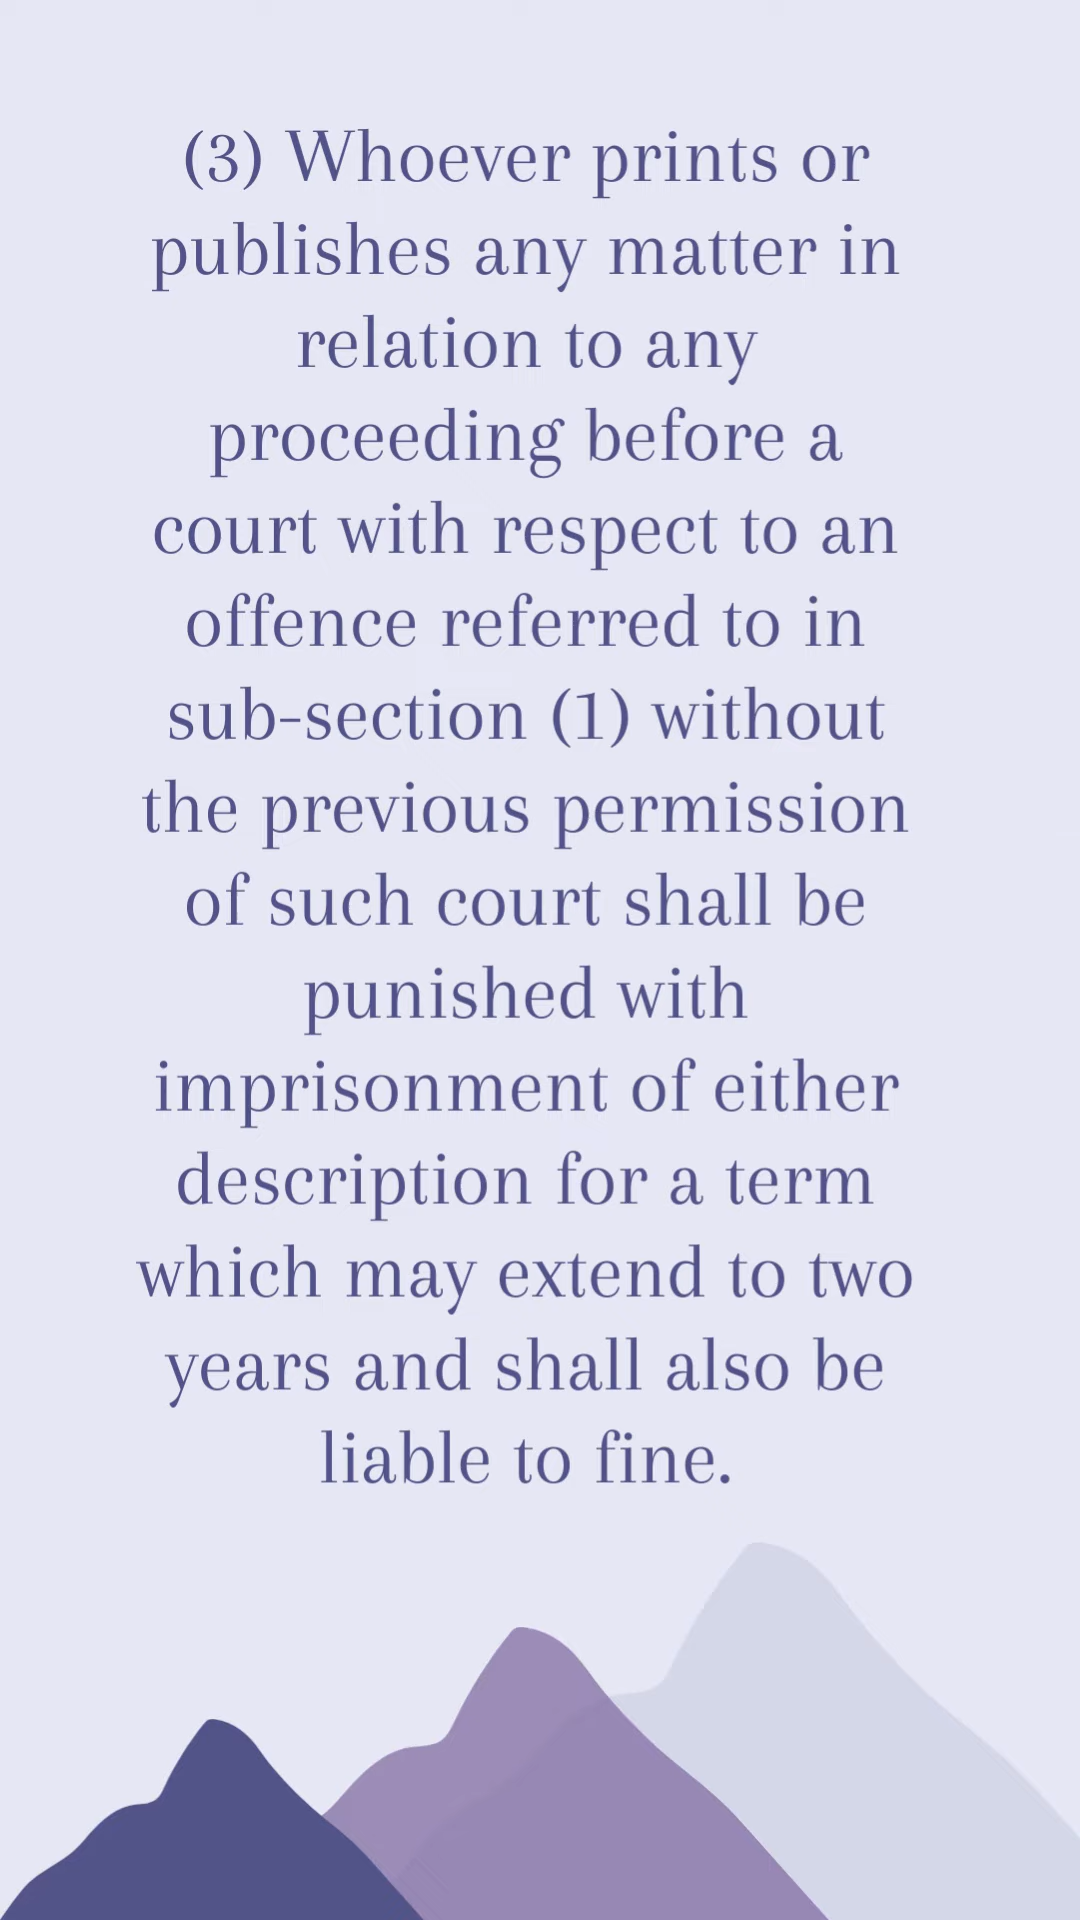 (3) Whoever prints or
publishes any matter in
relation to any
proceeding before a
court with respect to an
offence referred to in
sub-section (1) without
the previous permission
of such court shall be
punished with
imprisonment of either
description for a term
which may extend to two
years and shall also be
liable to fine.